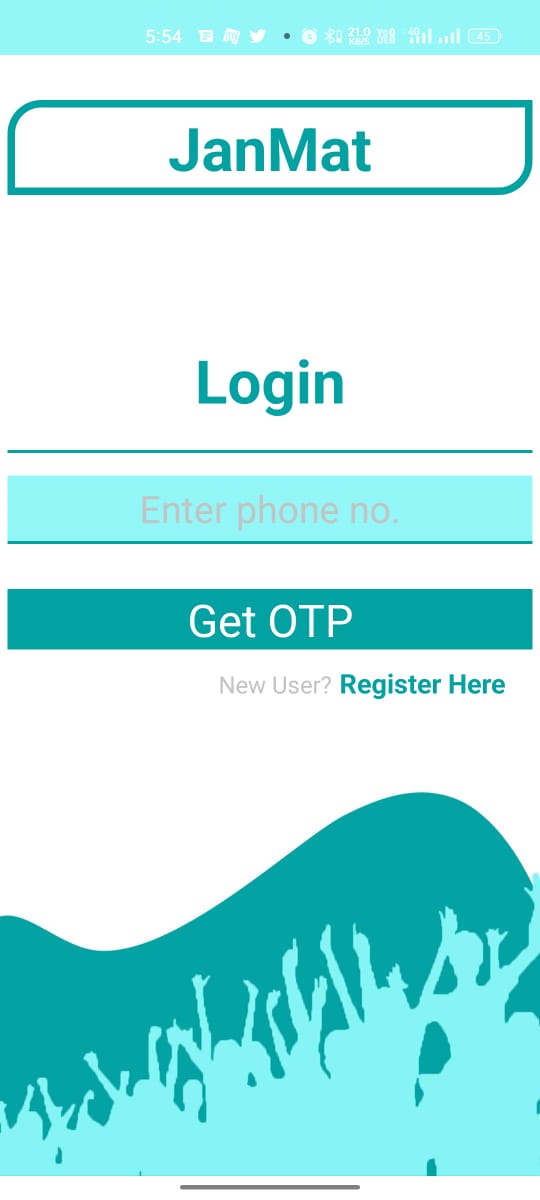 5:54 21.0 KB/S Vo) LTE 4G 45
JanMat
Login
Enter phone no.
Get OTP
New User? Register Here